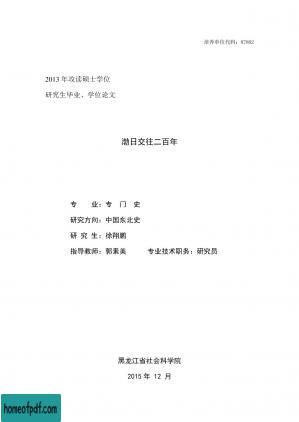 培养单位代码：87802
2013 年攻读硕士学位
研究生毕业、学位论文
渤日交往二百年
专 业：专 门 史
研究方向：中国东北史
研 究 生：徐翔鹏
指导教师：郭素美 专业技术职务：研究员
黑龙江省社会科学院
2015 年 12 月
homeofpdf.com